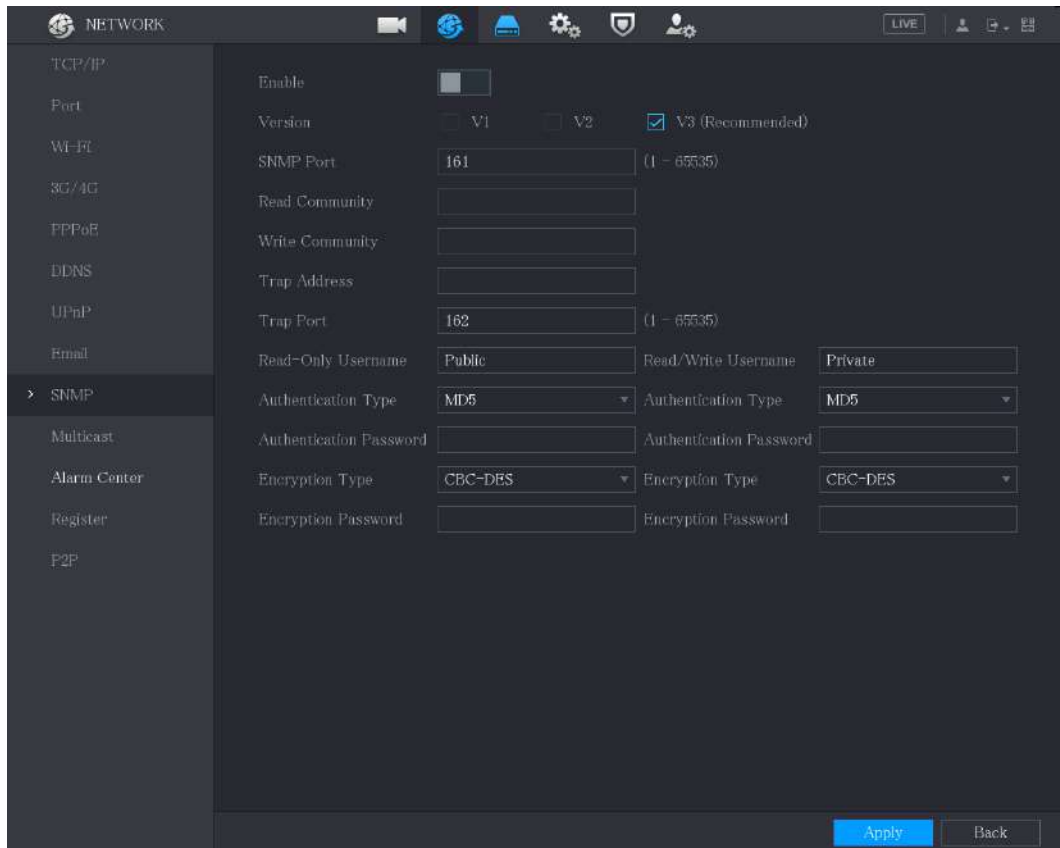 NETWORK
LIVE
TCP/IP
Port
Wi-Fi
3G/4G
PPPoE
DDNS
UPnP
Email
SNMP
Multicast
Alarm Center
Register
P2P
Enable
Version V1 V2 V3 (Recommended)
SNMP Port 161 (1 - 65535)
Read Community
Write Community
Trap Address
Trap Port 162 (1 - 65535)
Read-Only Username Public Read/Write Username Private
Authentication Type MD5 Authentication Type MD5
Authentication Password Authentication Password
Encryption Type CBC-DES Encryption Type CBC-DES
Encryption Password Encryption Password
Apply Back